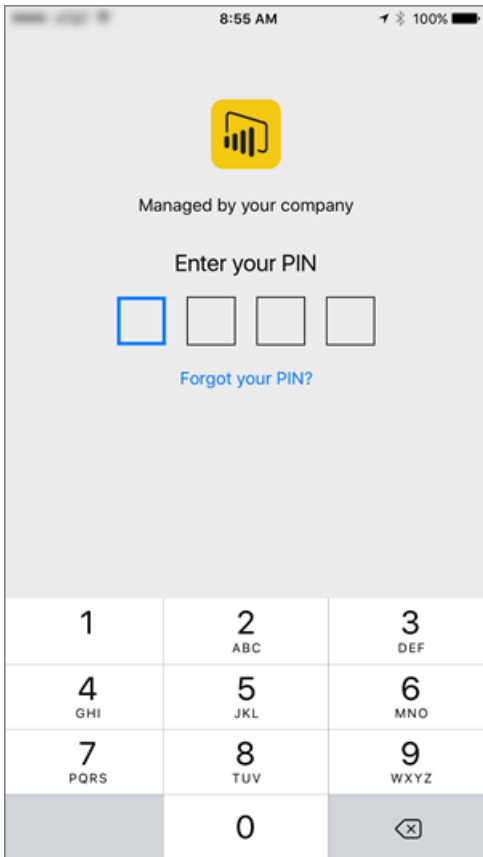 8:55 AM 100%
Managed by your company
Enter your PIN
Forgot your PIN?
1 2 3
ABC DEF
4 5 6
GHI JKL MNO
7 8 9
PQRS TUV WXYZ
0